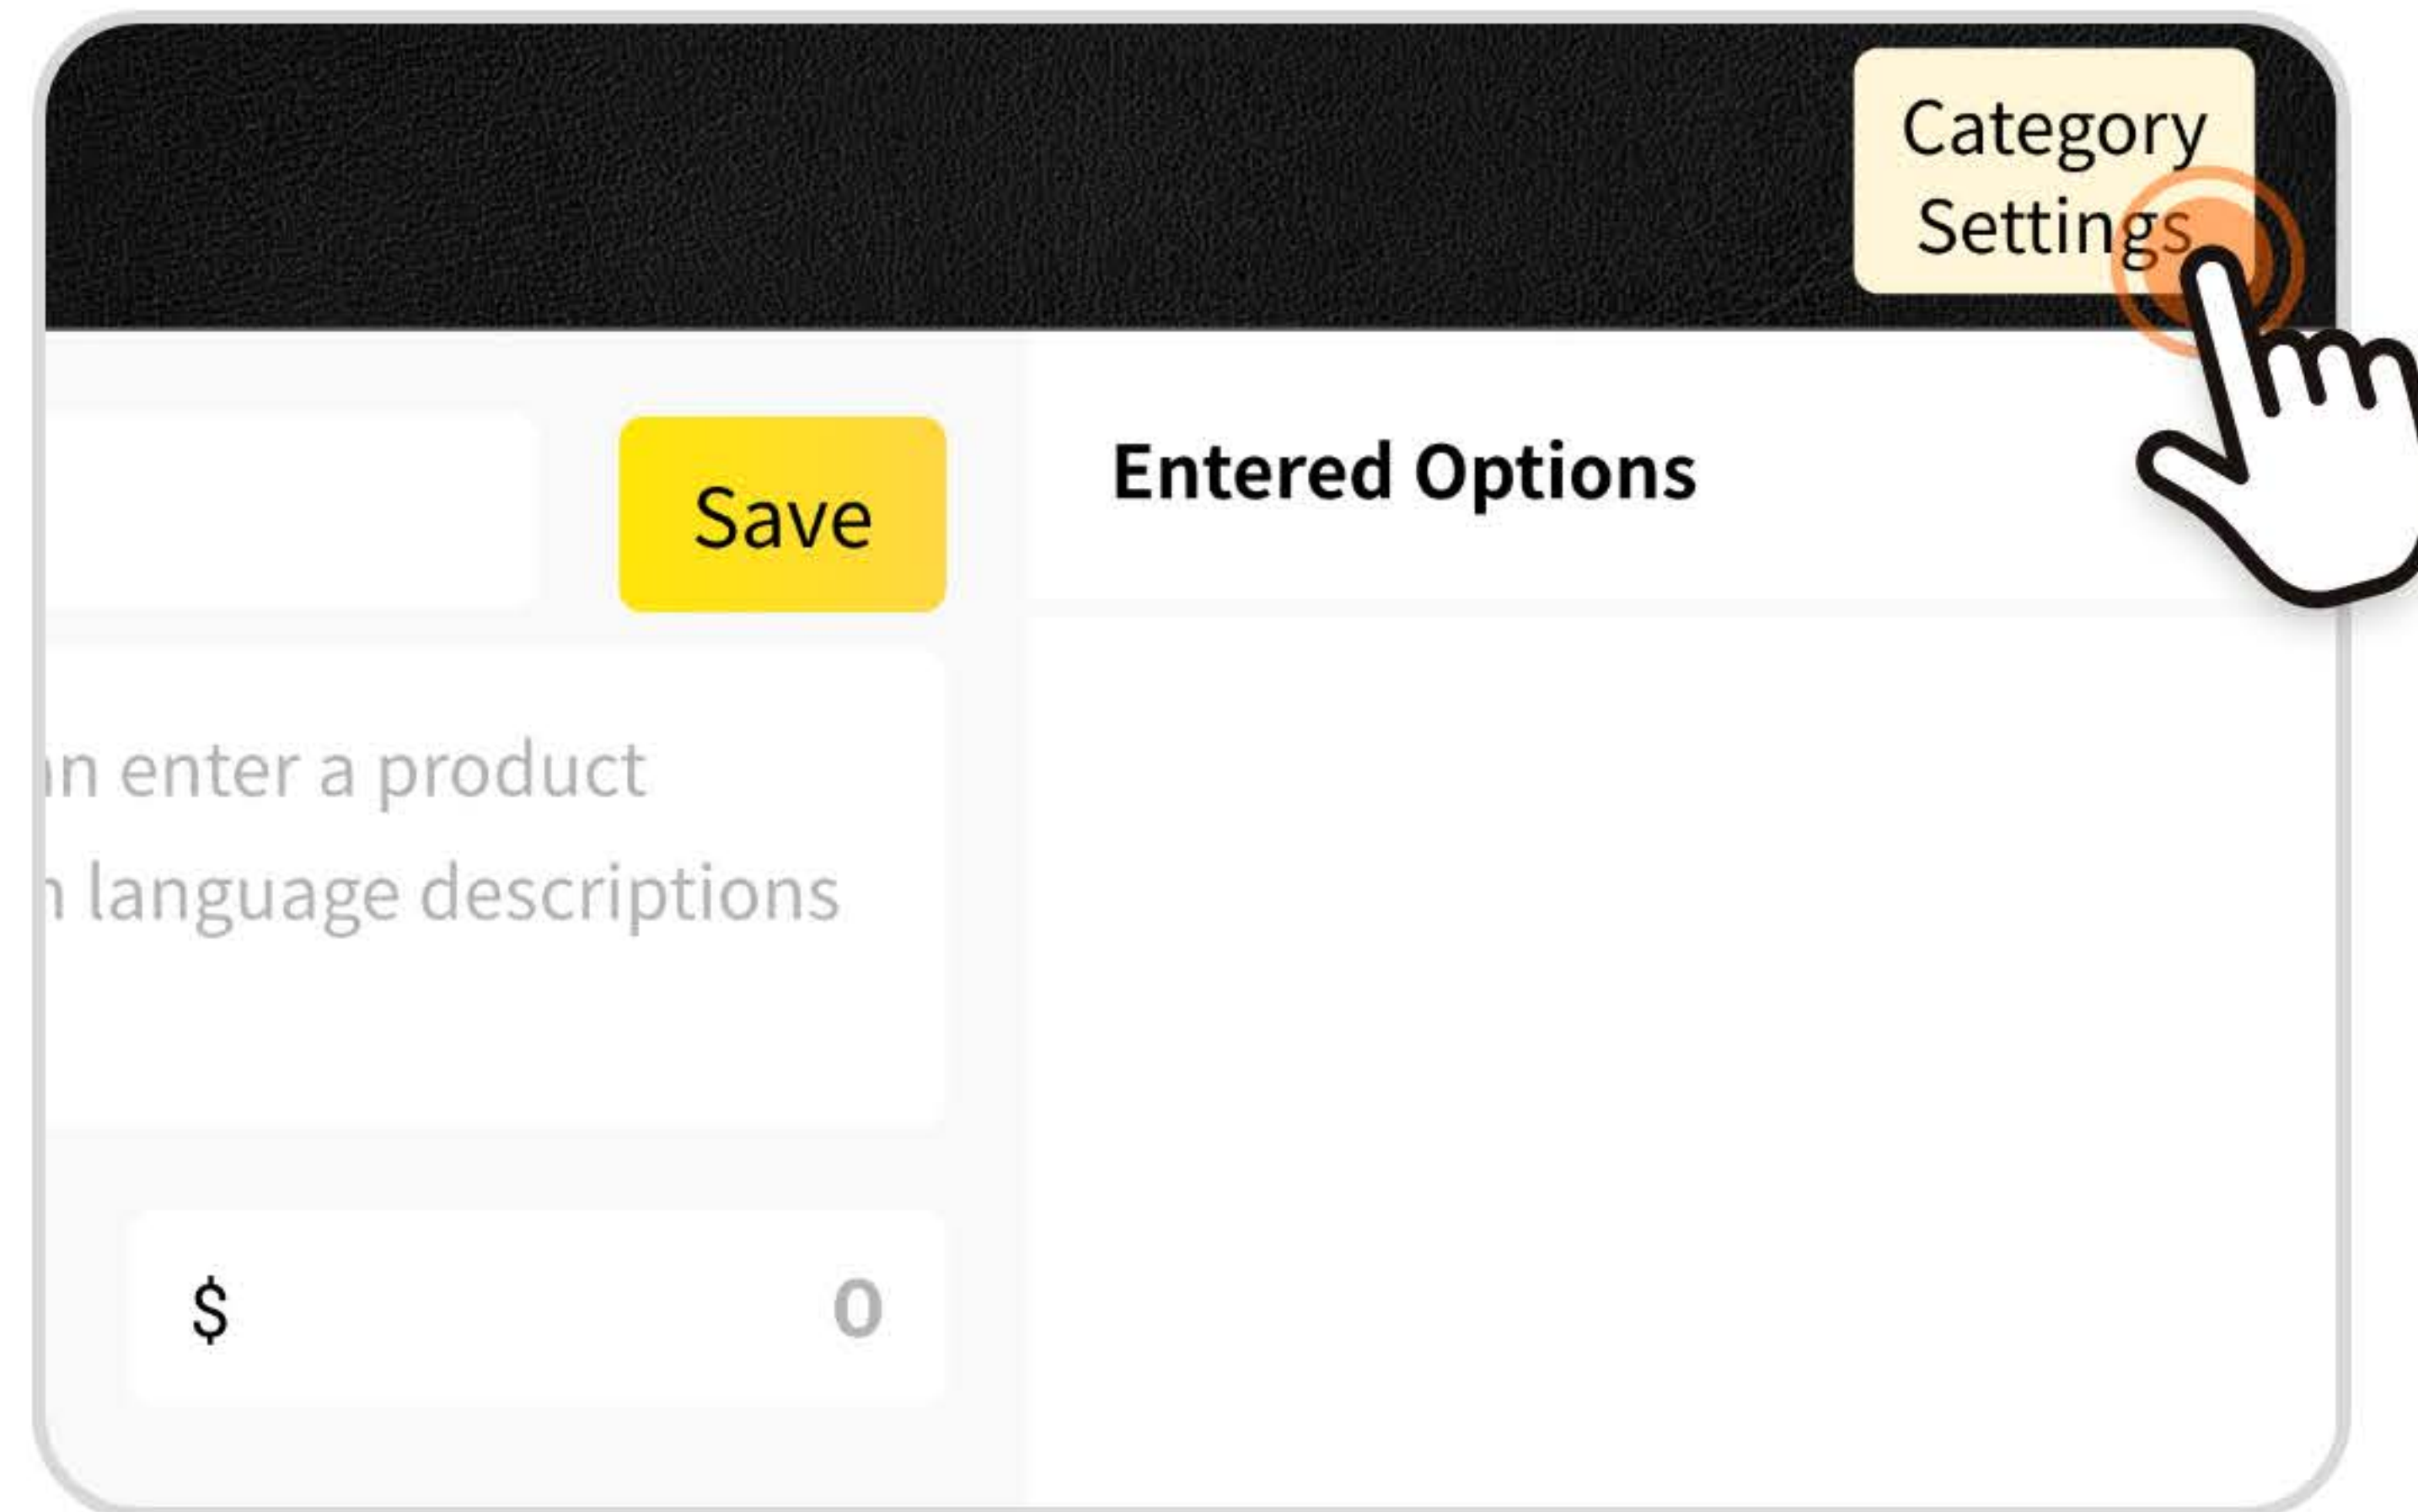 Category
Settings
Save
Entered Options
enter a product
language descriptions
$ 0